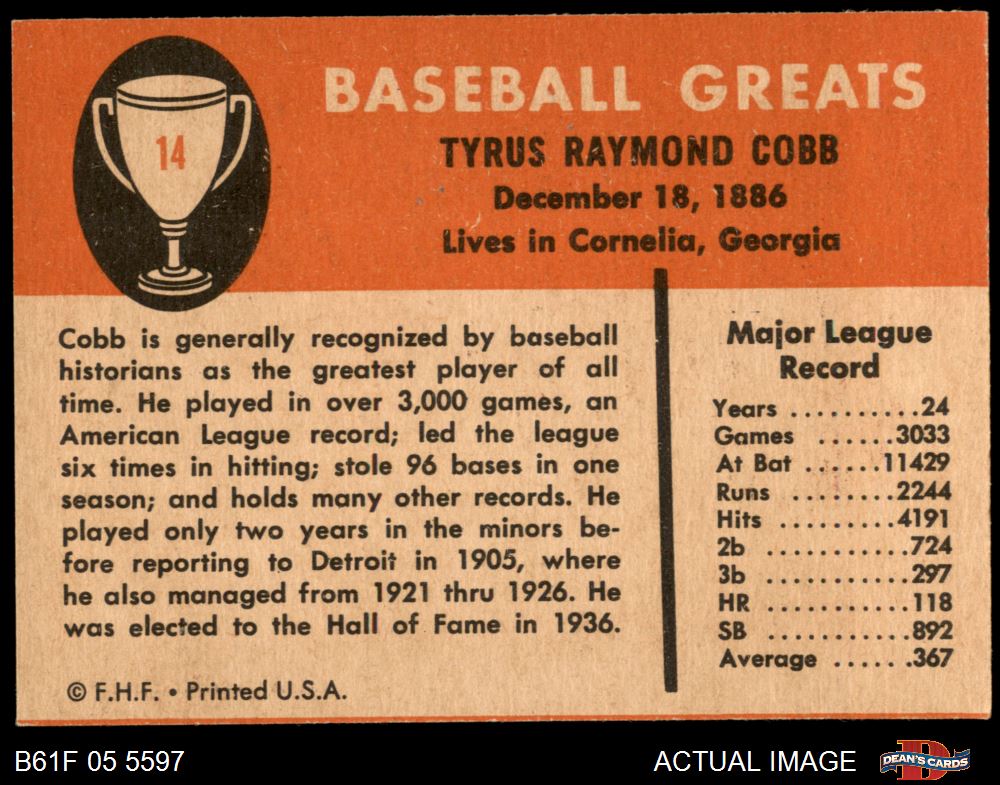 14
BASEBALL GREATS
TYRUS RAYMOND COBB
December 18, 1886
Lives in Cornelia, Georgia
Cobb is generally recognized by baseball
historians as the greatest player of all
time. He played in over 3,000 games, an
American League record; led the league
six times in hitting; stole 96 bases in one
season; and holds many other records. He
played only two years in the minors be-
fore reporting to Detroit in 1905, where
he also managed from 1921 thru 1926. He
was elected to the Hall of Fame in 1936.
© F.H.F. • Printed U.S.A.
Major League
Record
Years ..........24
Games ......3033
At Bat ......11429
Runs ........2244
Hits .........4191
2b ..........724
3b ..........297
HR ..........118
SB ..........892
Average ......367
B61F 05 5597
ACTUAL IMAGE
D
DEAN'S CARDS